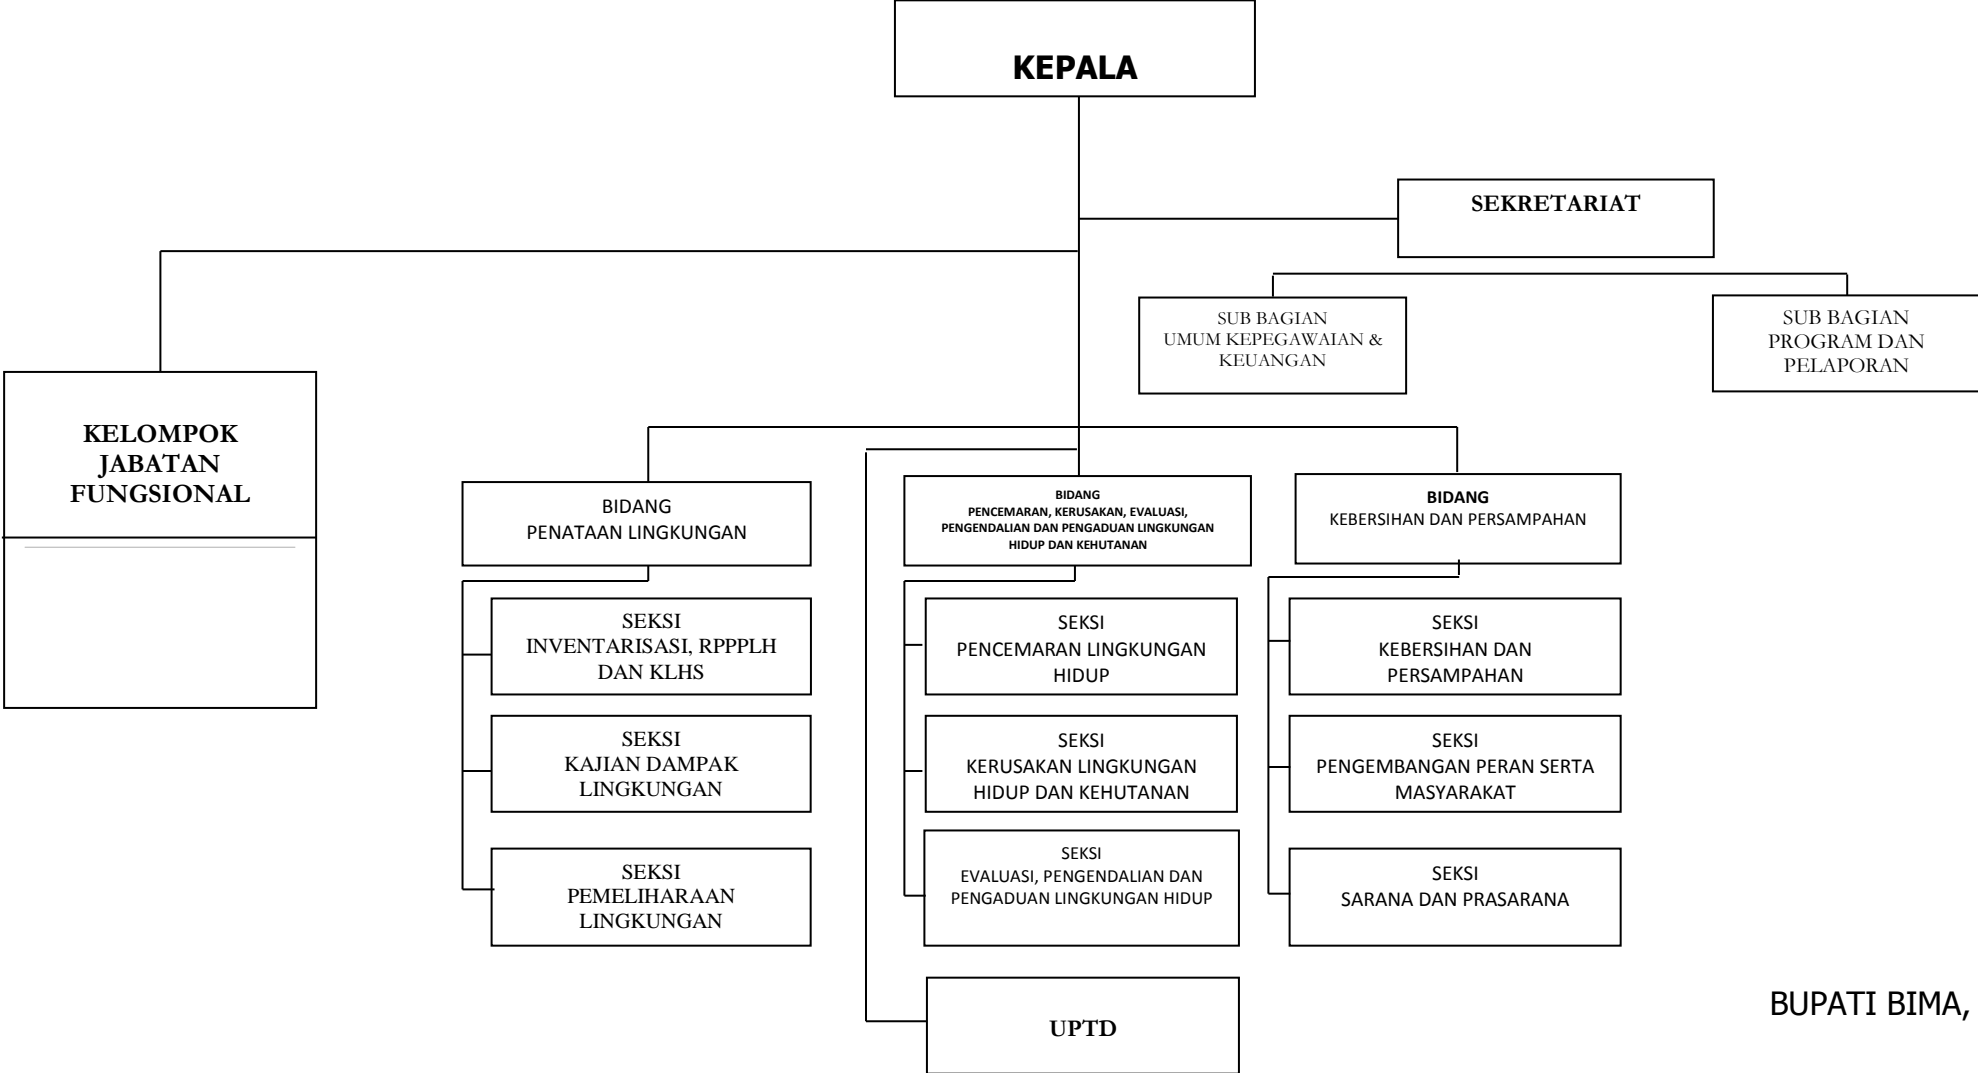 KEPALA
SEKRETARIAT
SUB BAGIAN
UMUM KEPEGAWAIAN &
KEUANGAN
SUB BAGIAN
PROGRAM DAN
PELAPORAN
KELOMPOK
JABATAN
FUNGSIONAL
BIDANG
PENATAAN LINGKUNGAN
BIDANG
PENCEMARAN, KERUSAKAN, EVALUASI,
PENGENDALIAN DAN PENGADUAN LINGKUNGAN
HIDUP DAN KEHUTANAN
BIDANG
KEBERSIHAN DAN PERSAMPAHAN
SEKSI
INVENTARISASI, RPPPLH
DAN KLHS
SEKSI
KAJIAN DAMPAK
LINGKUNGAN
SEKSI
PEMELIHARAAN
LINGKUNGAN
SEKSI
PENCEMARAN LINGKUNGAN
HIDUP
SEKSI
KERUSAKAN LINGKUNGAN
HIDUP DAN KEHUTANAN
SEKSI
EVALUASI, PENGENDALIAN DAN
PENGADUAN LINGKUNGAN HIDUP
SEKSI
KEBERSIHAN DAN
PERSAMPAHAN
SEKSI
PENGEMBANGAN PERAN SERTA
MASYARAKAT
SEKSI
SARANA DAN PRASARANA
UPTD
BUPATI BIMA,